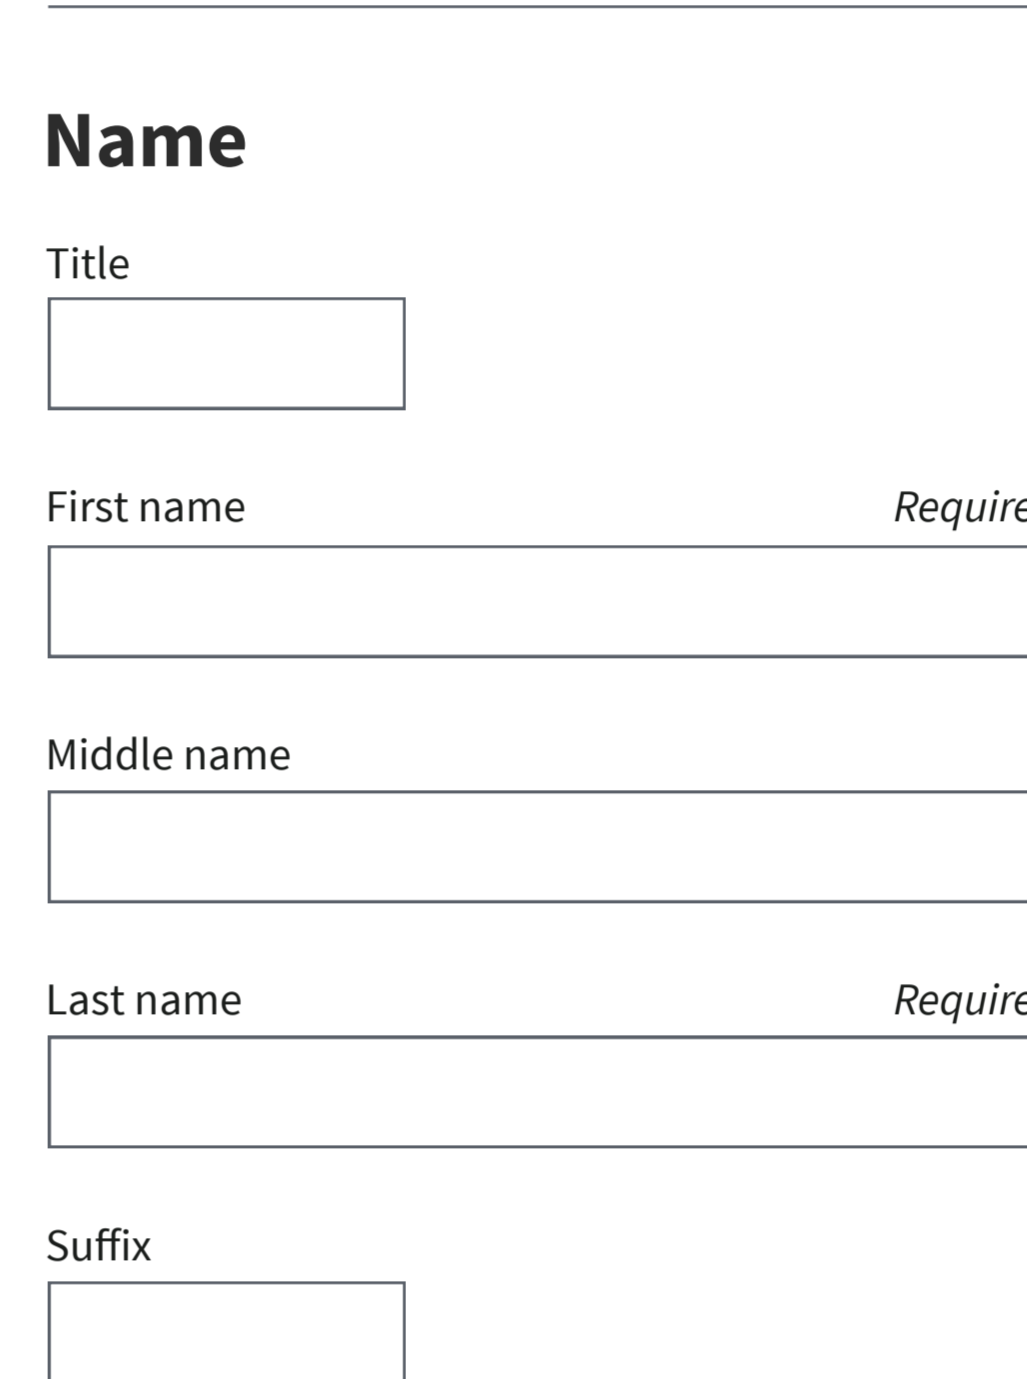 Name
Title
First name Require
Middle name
Last name Require
Suffix